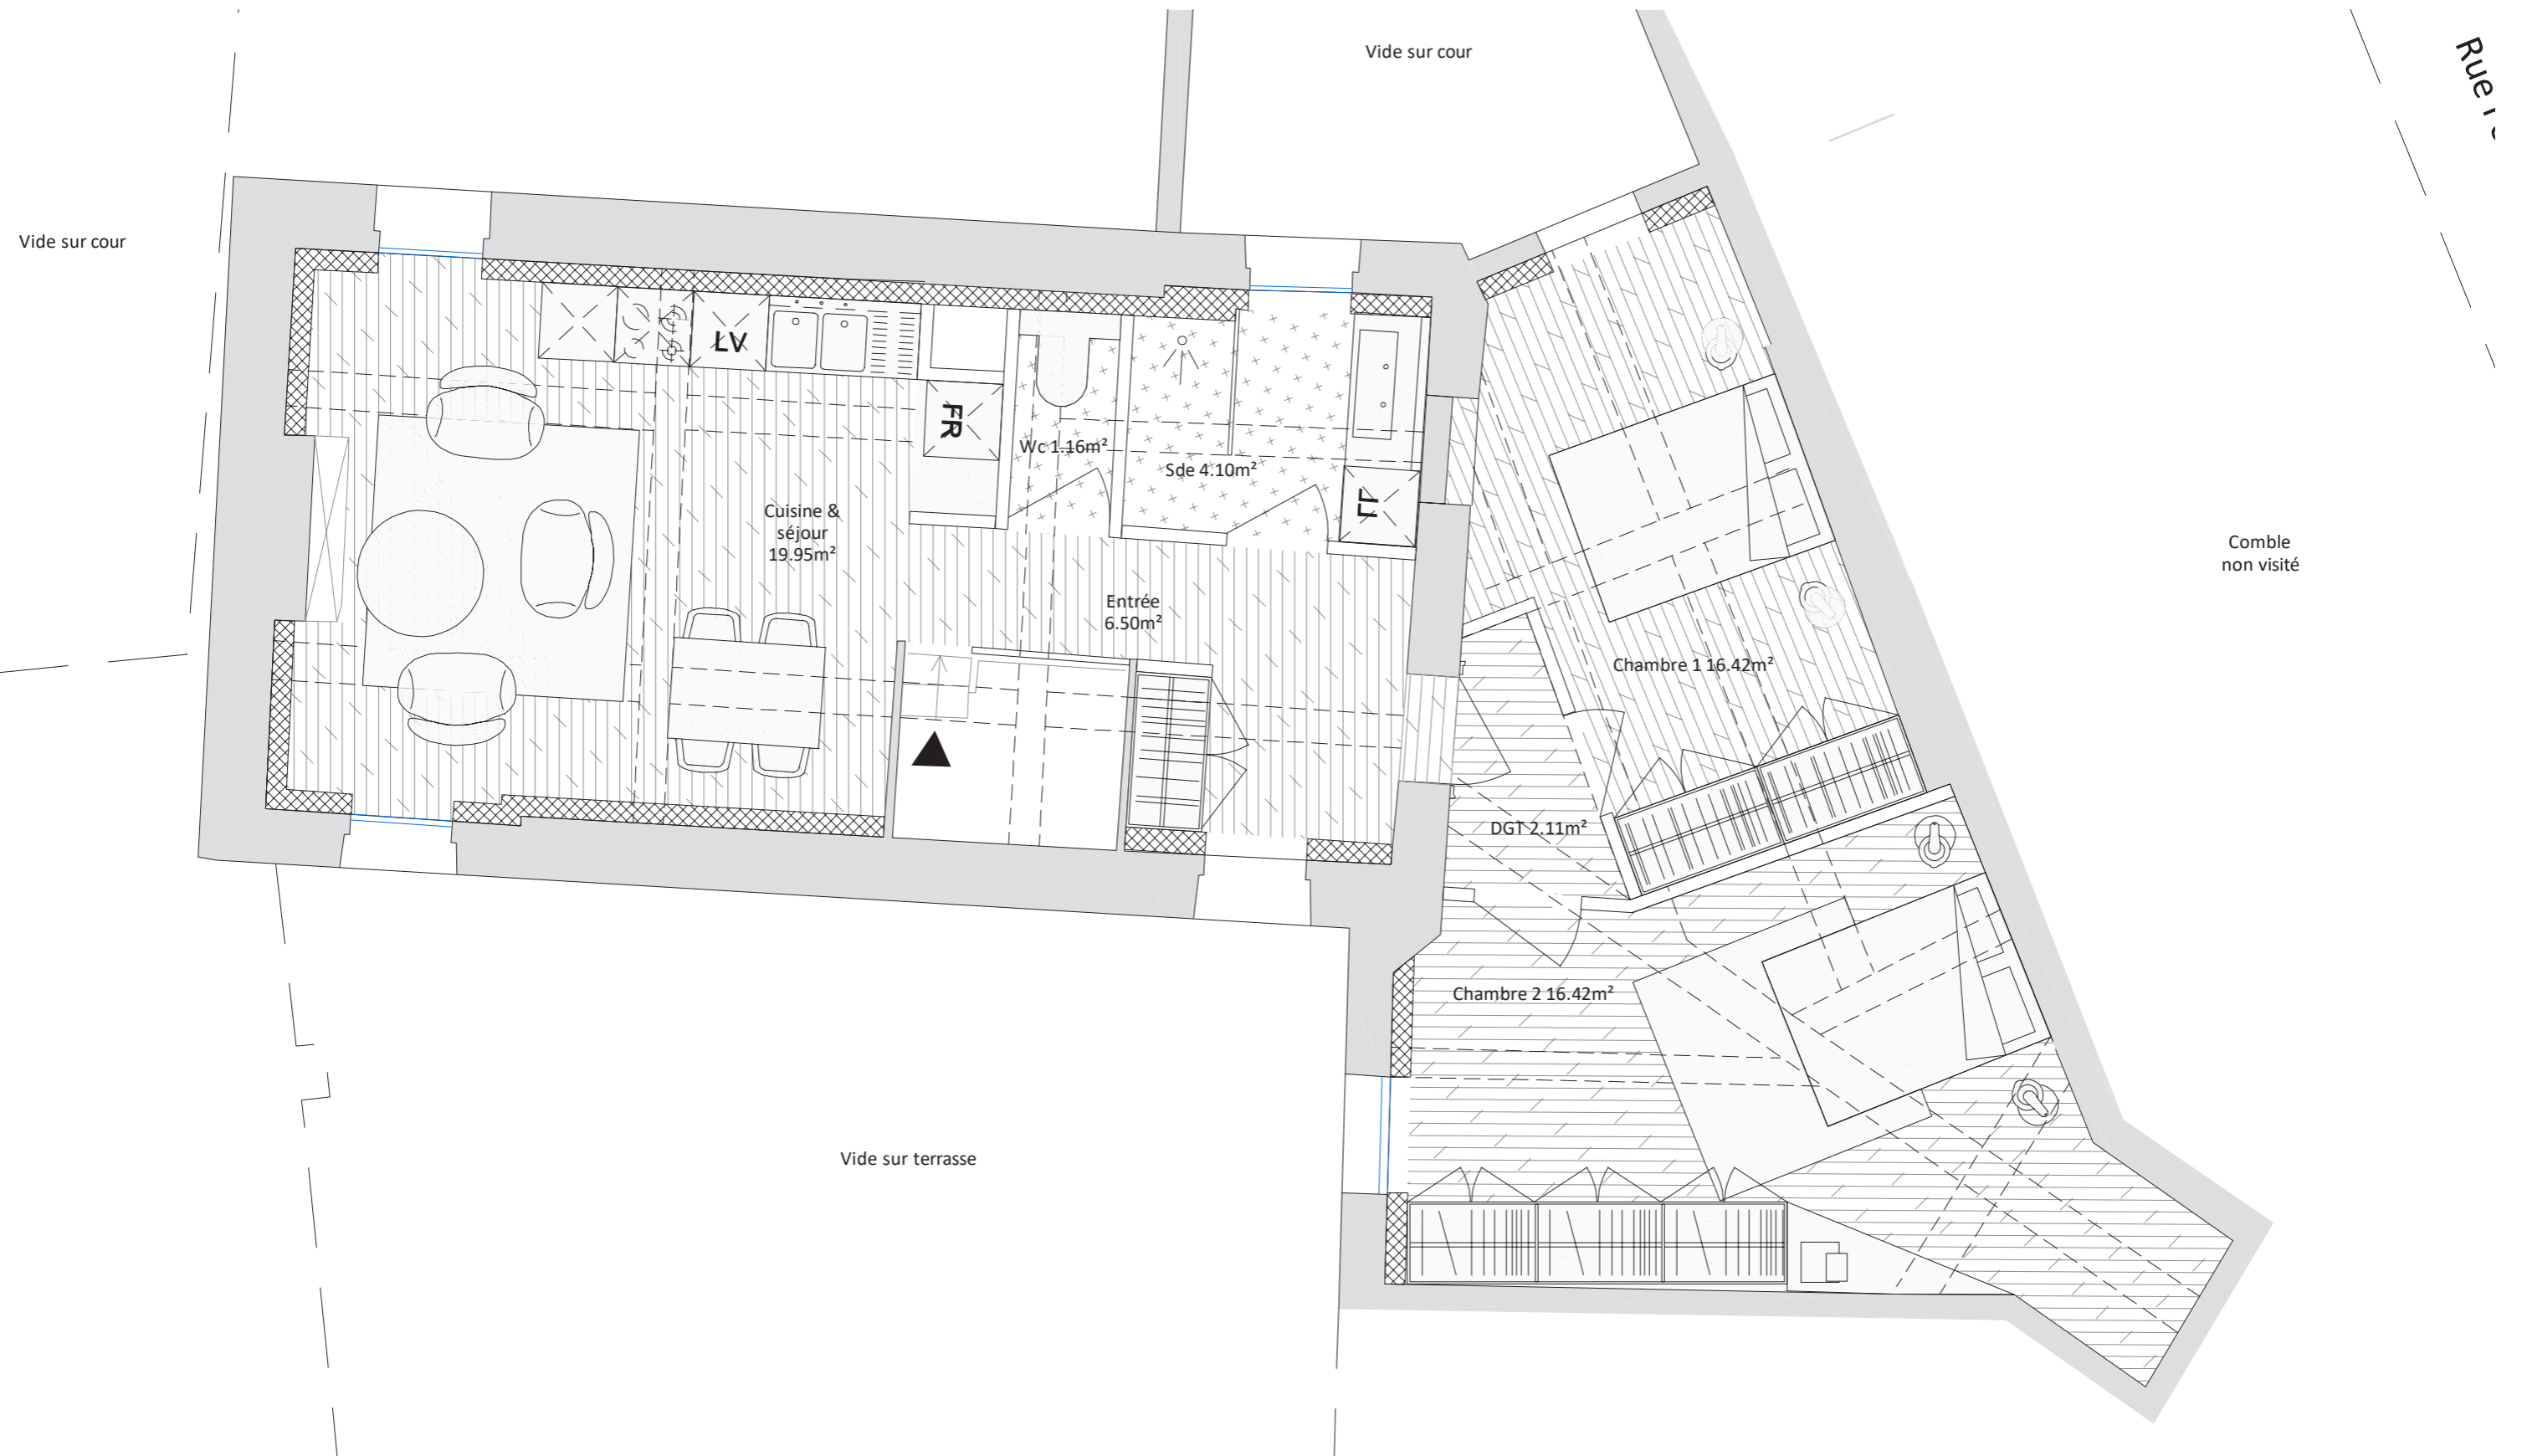 Vide sur cour
Rue
Vide sur cour
LV
FR
Wc 1.16m²
Sde 4.10m²
LL
Cuisine &
séjour
19.95m²
Entrée
6.50m²
Comble
non visité
Chambre 1 16.42m²
DGT 2.11m²
Chambre 2 16.42m²
Vide sur terrasse